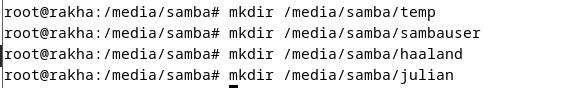 root@rakha:/media/samba# mkdir /media/samba/temp
root@rakha:/media/samba# mkdir /media/samba/sambauser
root@rakha:/media/samba# mkdir /media/samba/haaland
root@rakha:/media/samba# mkdir /media/samba/julian